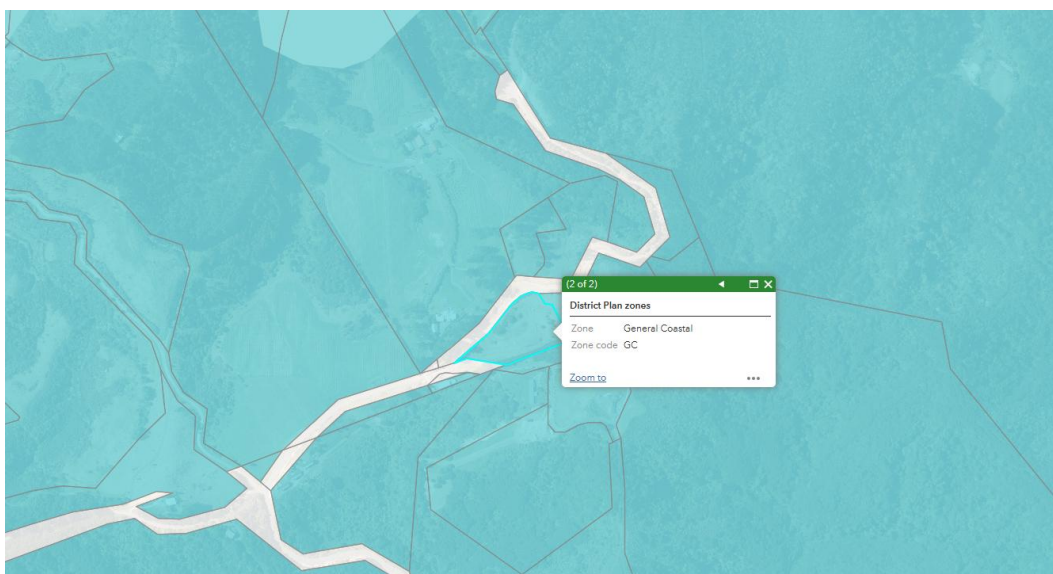 (2 of 2)
District Plan zones
Zone General Coastal
Zone code GC
Zoom to